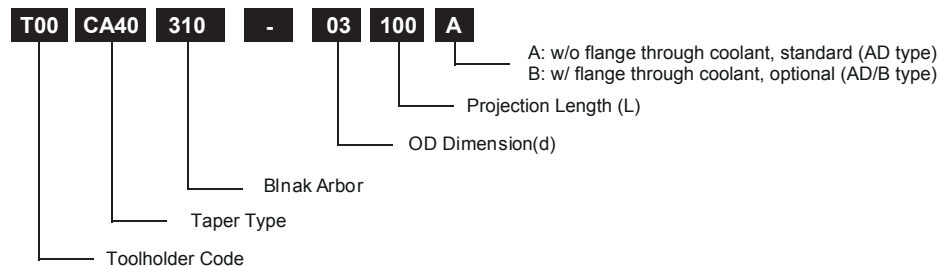 T00 CA40 310 - 03 100 A
A: w/o flange through coolant, standard (AD type)
B: w/ flange through coolant, optional (AD/B type)
Projection Length (L)
OD Dimension(d)
Blnak Arbor
Taper Type
Toolholder Code